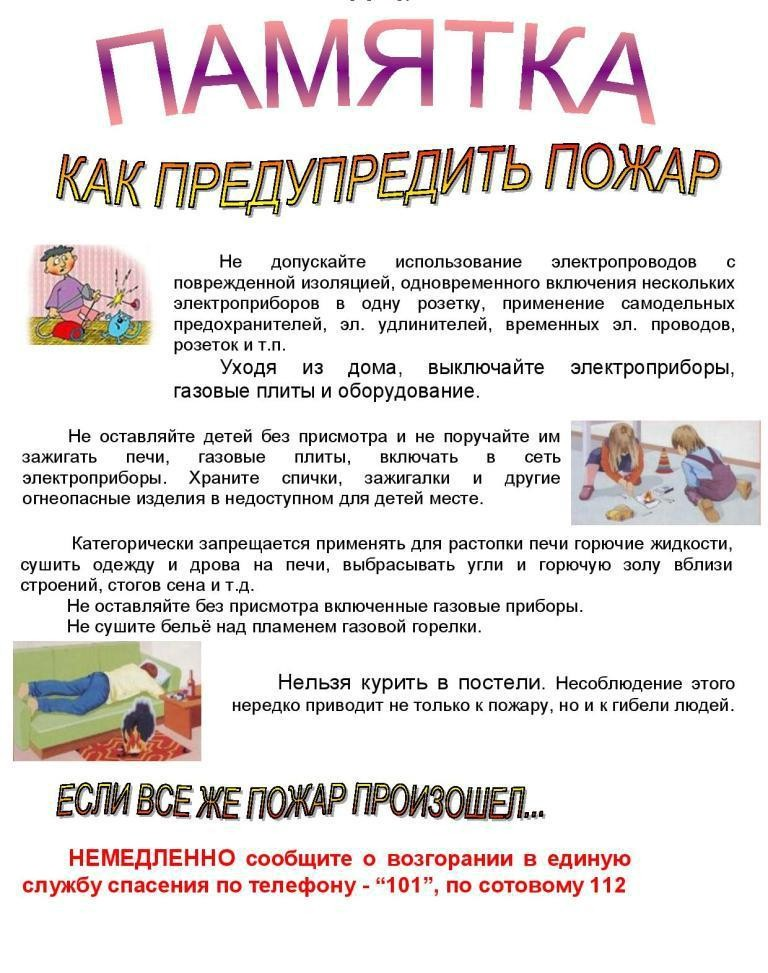 ПАМЯТКА
КАК ПРЕДУПРЕДИТЬ ПОЖАР
Не допускайте использование электропроводов с
поврежденной изоляцией, одновременного включения нескольких
электроприборов в одну розетку, применение самодельных
предохранителей, эл. удлинителей, временных эл. проводов,
розеток и т.п.
Уходя из дома, выключайте электроприборы,
газовые плиты и оборудование.
Не оставляйте детей без присмотра и не поручайте им
зажигать печи, газовые плиты, включать в сеть
электроприборы. Храните спички, зажигалки и другие
огнеопасные изделия в недоступном для детей месте.
Категорически запрещается применять для растопки печи горючие жидкости,
сушить одежду и дрова на печи, выбрасывать угли и горючую золу вблизи
строений, стогов сена и т.д.
Не оставляйте без присмотра включенные газовые приборы.
Не сушите бельё над пламенем газовой горелки.
Нельзя курить в постели. Несоблюдение этого
нередко приводит не только к пожару, но и к гибели людей.
ЕСЛИ ВСЕ ЖЕ ПОЖАР ПРОИЗОШЕЛ...
НЕМЕДЛЕННО сообщите о возгорании в единую
службу спасения по телефону - “101”, по сотовому 112